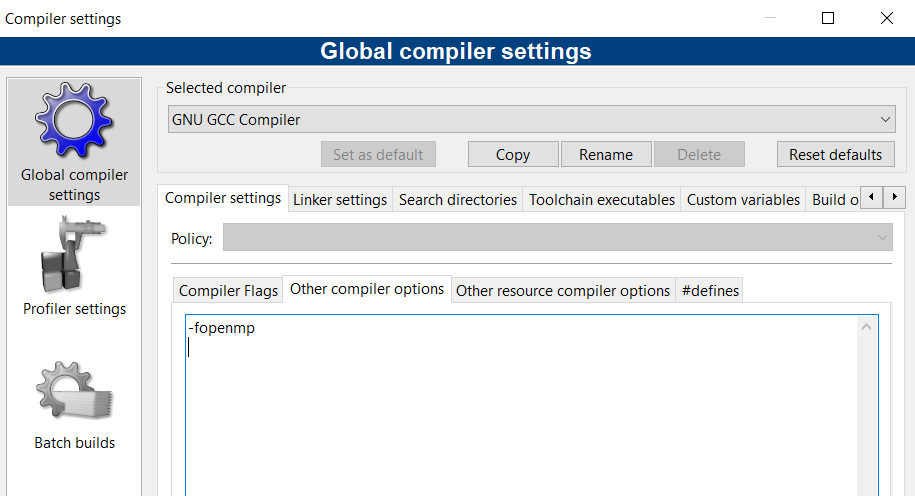 Compiler settings
Global compiler settings
Global compiler
settings
Profiler settings
Batch builds
Selected compiler
GNU GCC Compiler
Set as default Copy Rename Delete Reset defaults
Compiler settings Linker settings Search directories Toolchain executables Custom variables Build o
Policy:
Compiler Flags Other compiler options Other resource compiler options #defines
-fopenmp